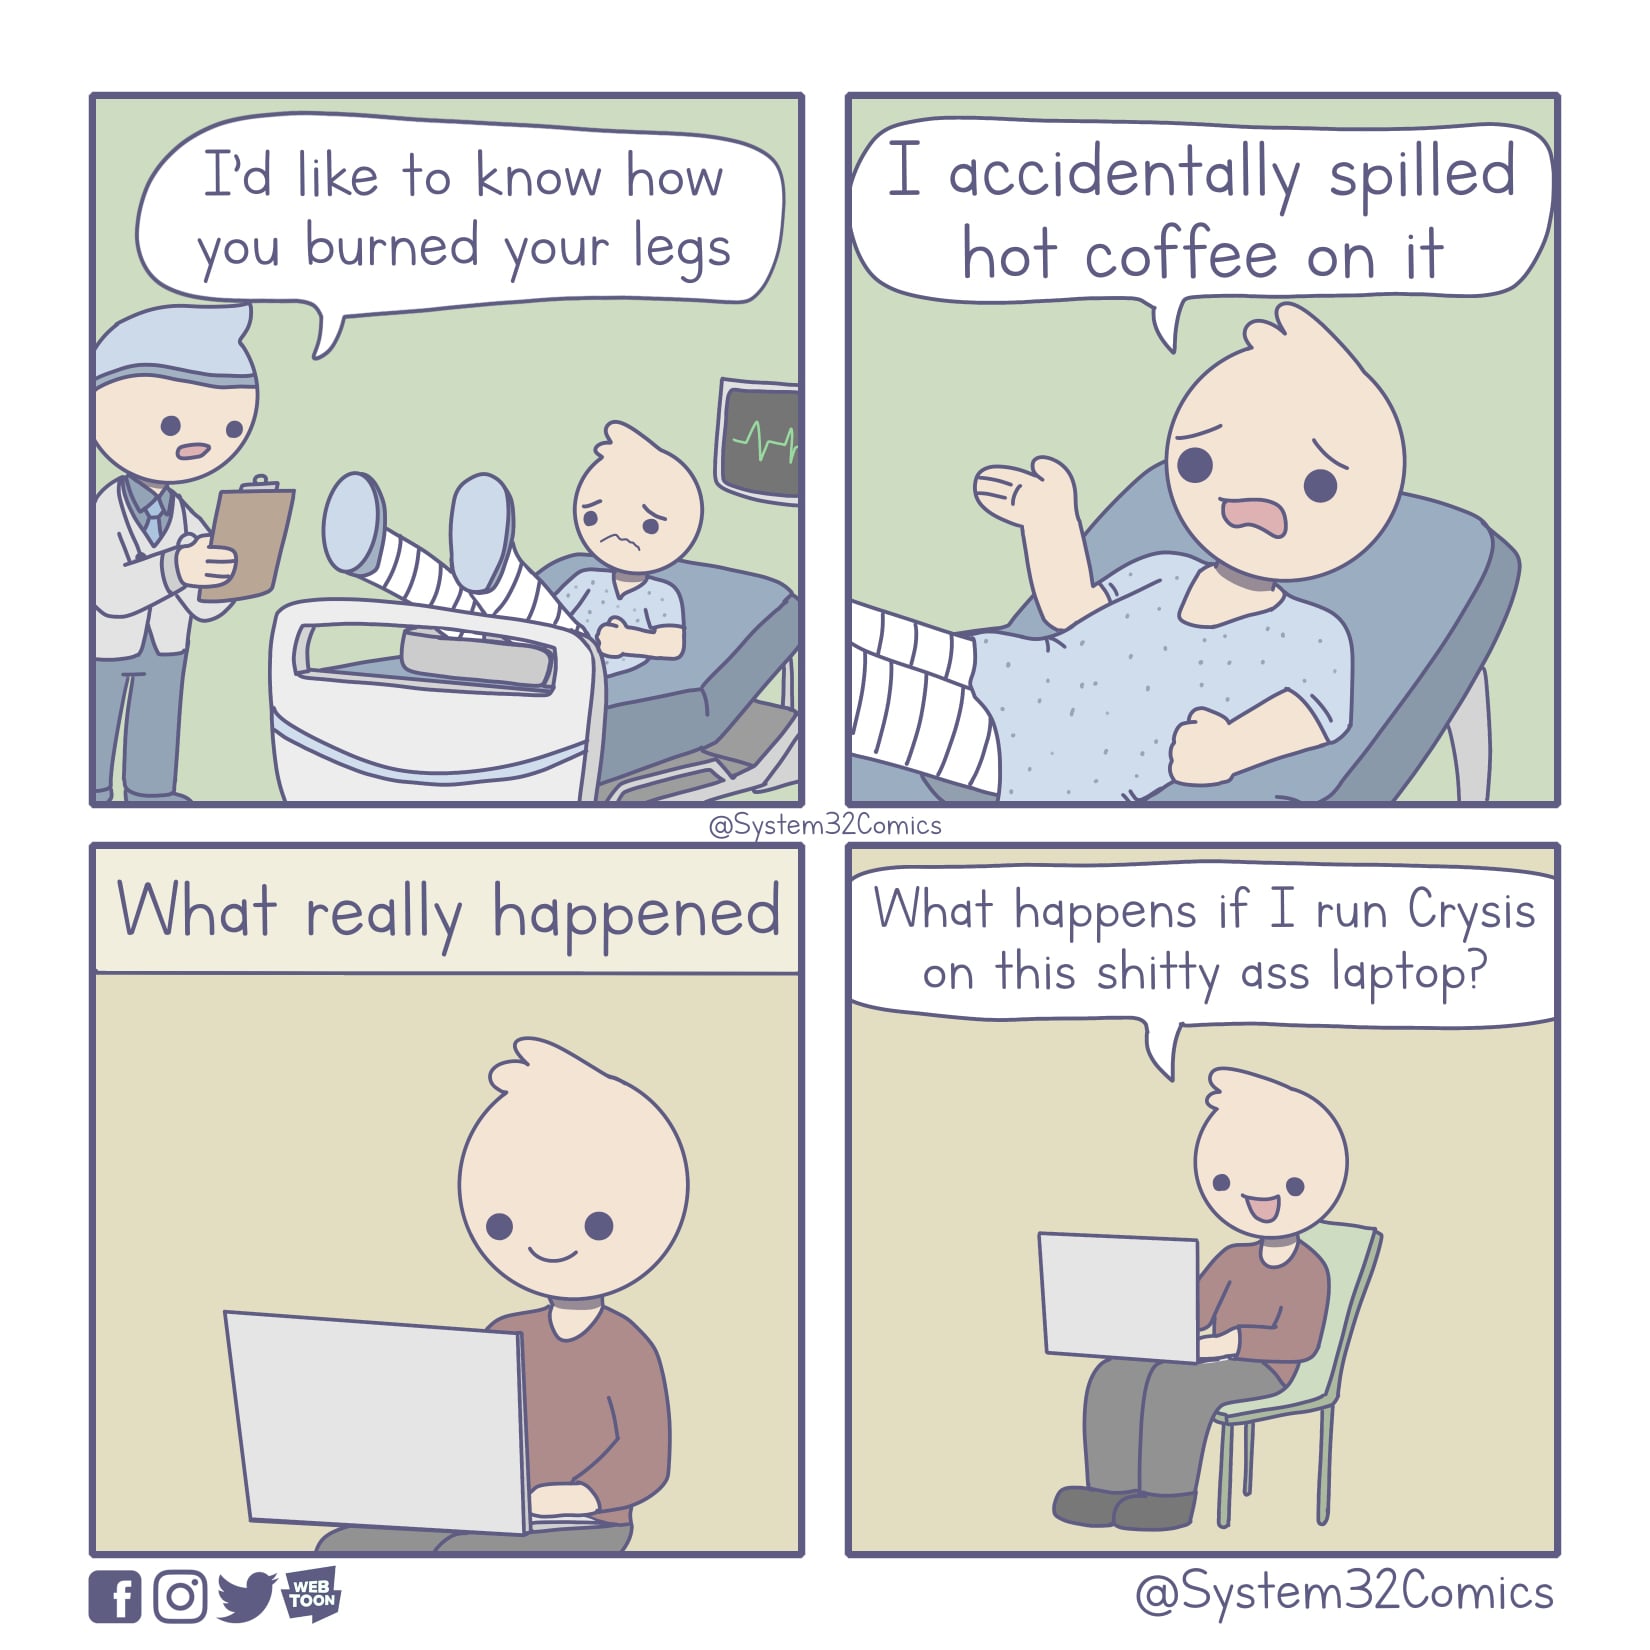 I'd like to know how
you burned your legs
I accidentally spilled
hot coffee on it
@System32Comics
What really happened
What happens if I run Crysis
on this shitty ass laptop?
f
WEB
TOON
@System32Comics